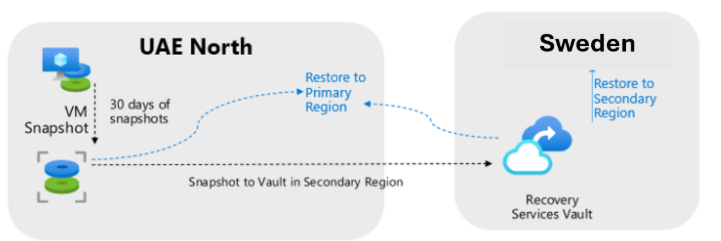 UAE North
Sweden
Restore to
Primary
Region
Restore to
Secondary
Region
30 days of
snapshots
VM
Snapshot
Snapshot to Vault in Secondary Region
Recovery
Services Vault